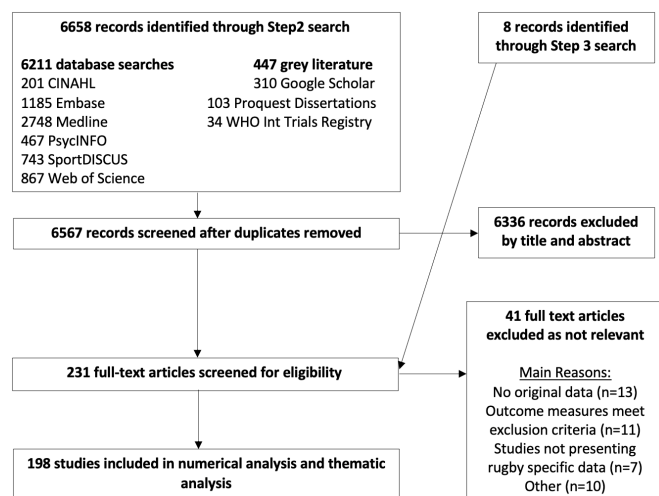 6658 records identified through Step2 search
6211 database searches
201 CINAHL
1185 Embase
2748 Medline
467 PsycINFO
743 SportDISCUS
867 Web of Science
447 grey literature
310 Google Scholar
103 Proquest Dissertations
34 WHO Int Trials Registry
8 records identified
through Step 3 search
6567 records screened after duplicates removed
6336 records excluded
by title and abstract
231 full-text articles screened for eligibility
41 full text articles
excluded as not relevant
Main Reasons:
No original data (n=13)
Outcome measures meet
exclusion criteria (n=11)
Studies not presenting
rugby specific data (n=7)
Other (n=10)
198 studies included in numerical analysis and thematic
analysis